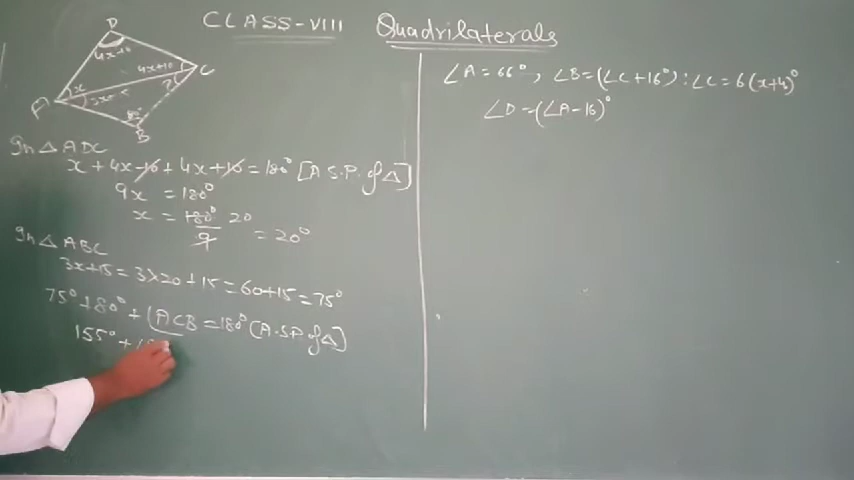 CLASS-VIII Quadrilaterals
D
4x-10
4x+10
C
x
?
3x+15
A
80°
B
In △ ADC
x + 4x - 10 + 4x + 10 = 180° [A.S.P. of △]
9x = 180°
x = 180° 20
9 = 20°
In △ ABC
3x+15 = 3×20 + 15 = 60+15 = 75°
75° + 80° + ∠ACB = 180° [A.S.P. of △]
155° +
∠A = 66°, ∠B = (∠C + 16°) : ∠C = 6(x+4)°
∠D = (∠A - 16)°